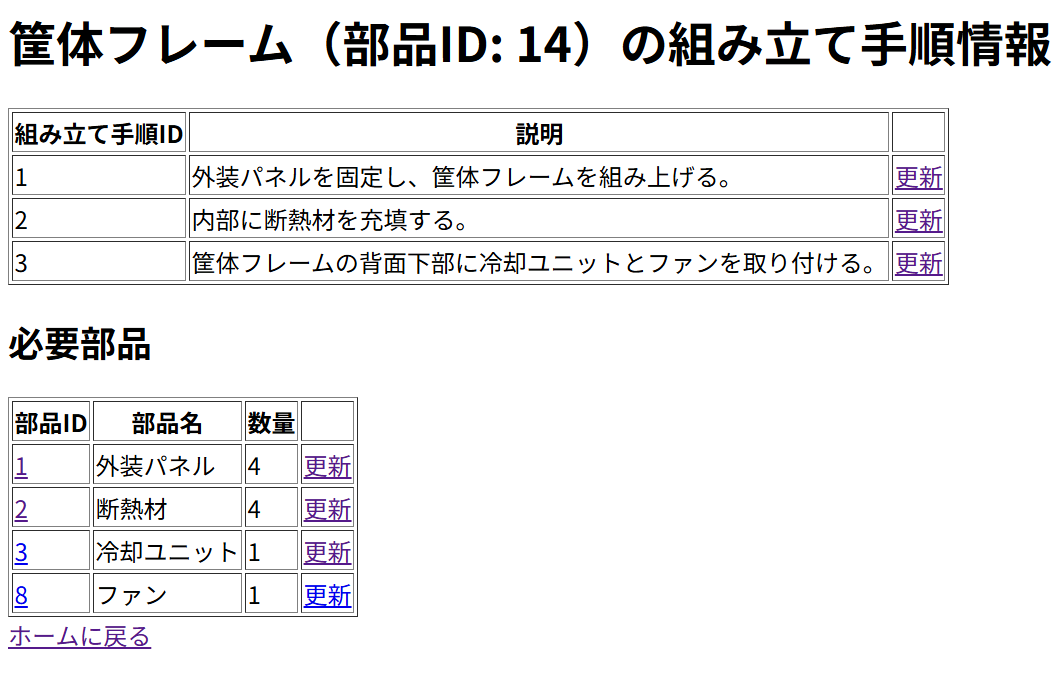 筐体フレーム（部品ID: 14）の組み立て手順情報
組み立て手順ID 説明
1 外装パネルを固定し、筐体フレームを組み上げる。 更新
2 内部に断熱材を充填する。 更新
3 筐体フレームの背面下部に冷却ユニットとファンを取り付ける。 更新
必要部品
部品ID 部品名 数量
1 外装パネル 4 更新
2 断熱材 4 更新
3 冷却ユニット 1 更新
8 ファン 1 更新
ホームに戻る